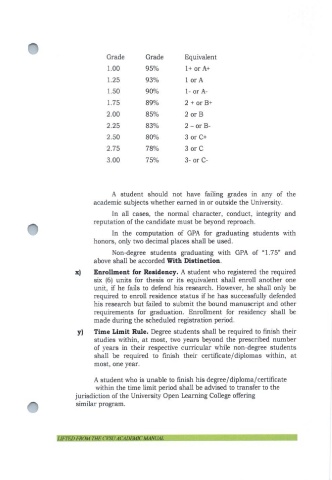 Grade Grade Equivalent
1.00 95% 1+ or A+
1.25 93% 1 or A
1.50 90% 1- or A-
1.75 89% 2 + or B+
2.00 85% 2 or B
2.25 83% 2 – or B-
2.50 80% 3 or C+
2.75 78% 3 or C
3.00 75% 3- or C-
A student should not have failing grades in any of the
academic subjects whether earned in or outside the University.
In all cases, the normal character, conduct, integrity and
reputation of the candidate must be beyond reproach.
In the computation of GPA for graduating students with
honors, only two decimal places shall be used.
Non-degree students graduating with GPA of "1.75" and
above shall be accorded With Distinction.
x) Enrollment for Residency. A student who registered the required
six (6) units for thesis or its equivalent shall enroll another one
unit, if he fails to defend his research. However, he shall only be
required to enroll residence status if he has successfully defended
his research but failed to submit the bound manuscript and other
requirements for graduation. Enrollment for residency shall be
made during the scheduled registration period.
y) Time Limit Rule. Degree students shall be required to finish their
studies within, at most, two years beyond the prescribed number
of years in their respective curricular while non-degree students
shall be required to finish their certificate/diplomas within, at
most, one year.
A student who is unable to finish his degree/diploma/certificate
within the time limit period shall be advised to transfer to the
jurisdiction of the University Open Learning College offering
similar program.
LIFTED FROM THE ACADEMIC MANUAL